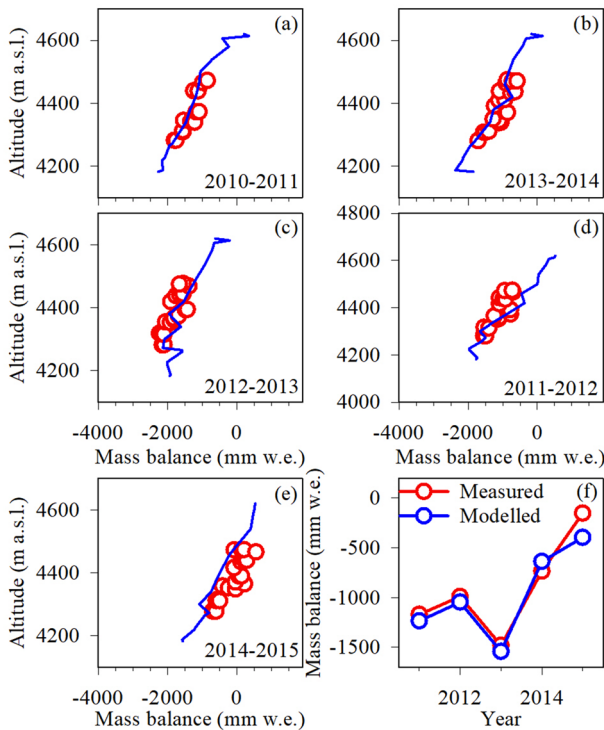 (a)
4600
4400
4200
Altitude (m a.s.l.)
2010-2011
(b)
4600
4400
4200
Altitude (m a.s.l.)
2013-2014
(c)
4600
4400
4200
Altitude (m a.s.l.)
2012-2013
-4000 -2000 0
Mass balance (mm w.e.)
(d)
4800
4600
4400
4200
4000
Altitude (m a.s.l.)
2011-2012
-4000 -2000 0
Mass balance (mm w.e.)
(e)
4600
4400
4200
Altitude (m a.s.l.)
2014-2015
-4000 -2000 0
Mass balance (mm w.e.)
(f)
Measured
Modelled
0
-500
-1000
-1500
Mass balance (mm w.e.)
2012 2014
Year